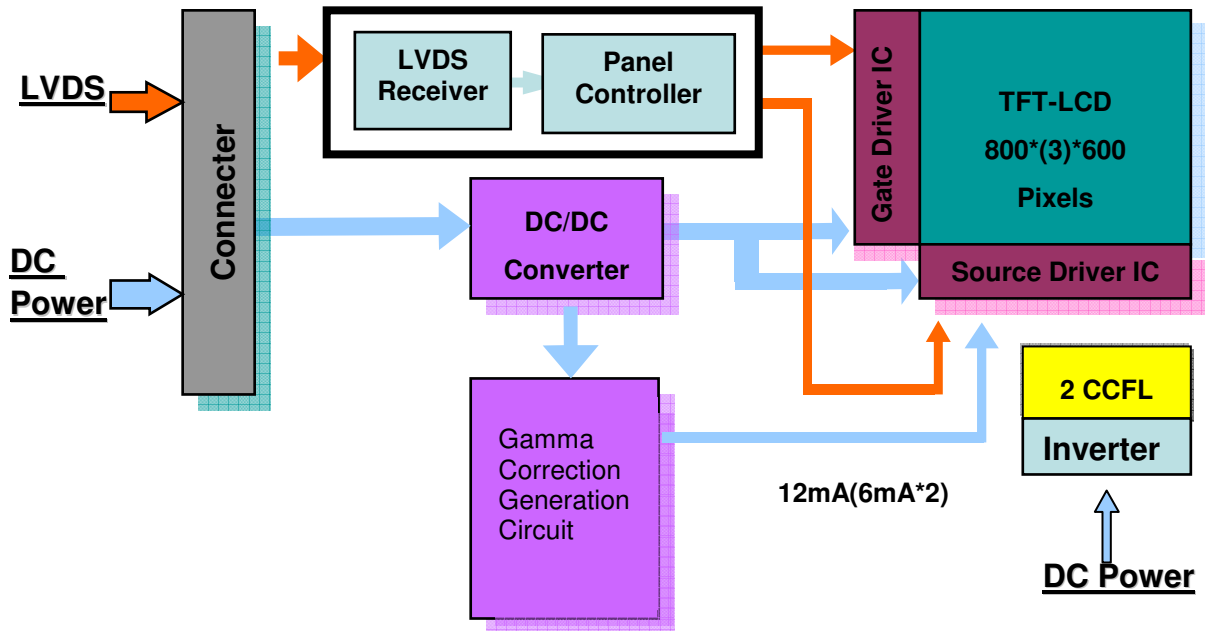 LVDS
DC
Power
Connecter
LVDS
Receiver
Panel
Controller
DC/DC
Converter
Gamma
Correction
Generation
Circuit
Gate Driver IC
TFT-LCD
800*(3)*600
Pixels
Source Driver IC
2 CCFL
Inverter
12mA(6mA*2)
DC Power